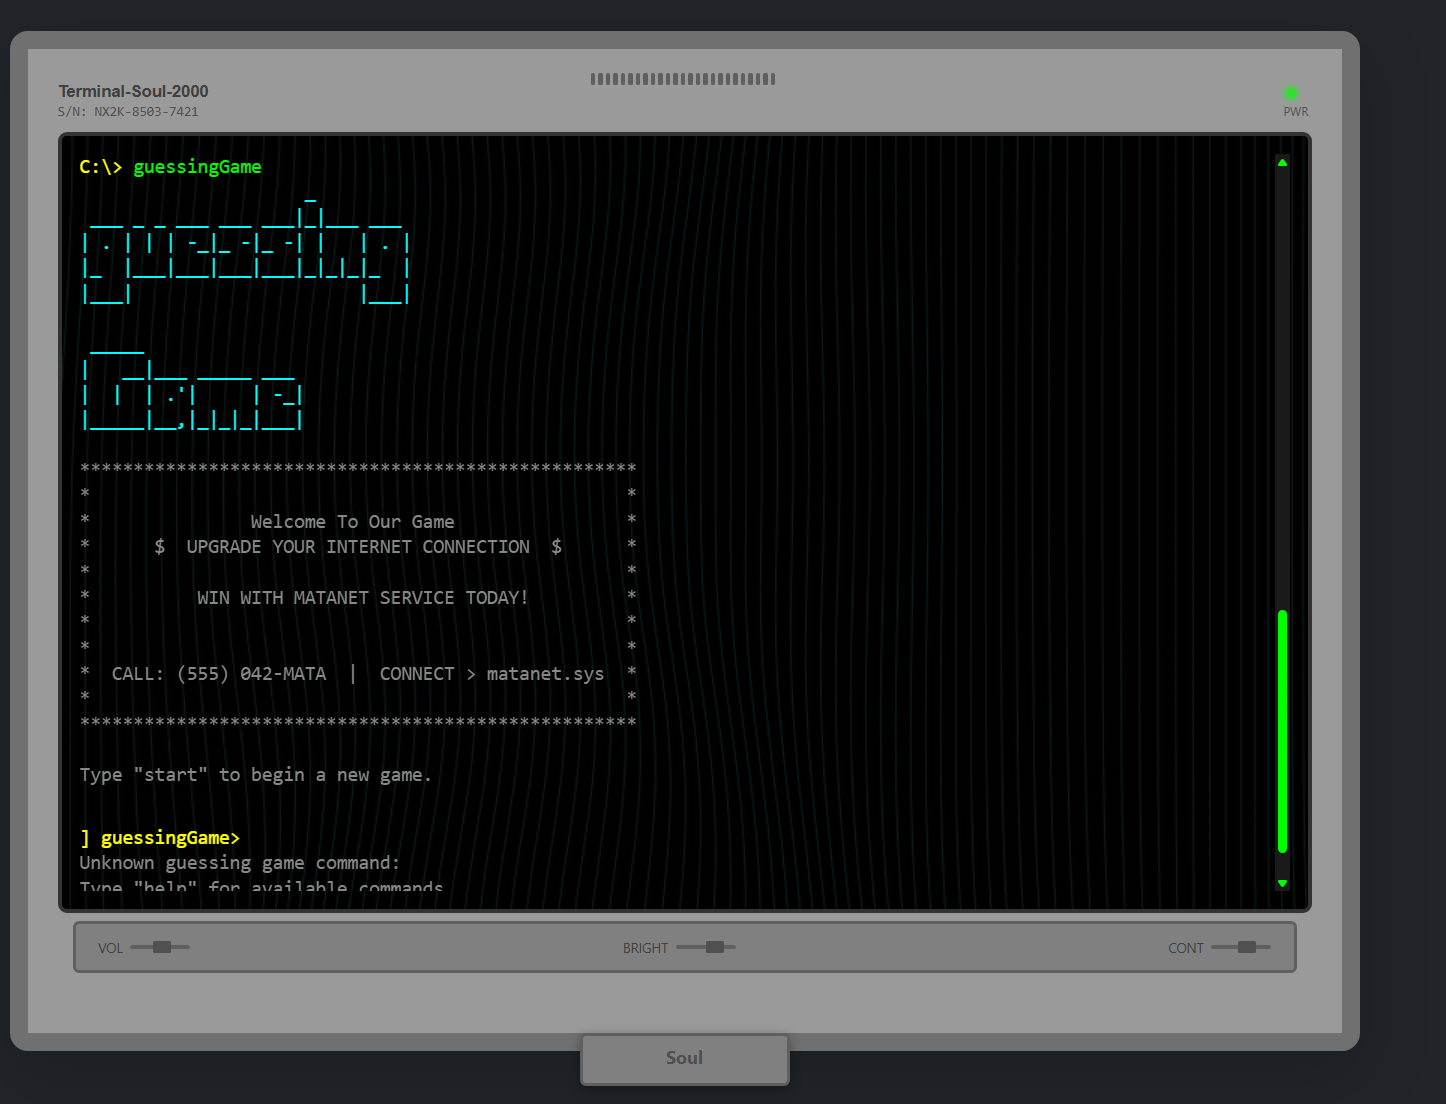 Terminal-Soul-2000
S/N: NX2K-8503-7421
PWR
C:\> guessingGame
guessing
Game
****************************************************
* *
* Welcome To Our Game *
* $ UPGRADE YOUR INTERNET CONNECTION $ *
* *
* WIN WITH MATANET SERVICE TODAY! *
* *
* *
* CALL: (555) 042-MATA | CONNECT > matanet.sys *
* *
****************************************************
Type "start" to begin a new game.
] guessingGame>
Unknown guessing game command:
Type "help" for available commands
VOL
BRIGHT
CONT
Soul